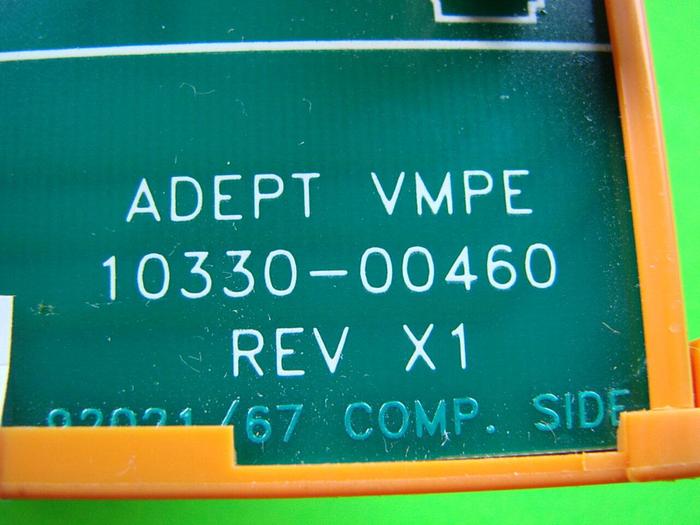 ADEPT VMPE
10330-00460
REV X1
/67 COMP. SIDE